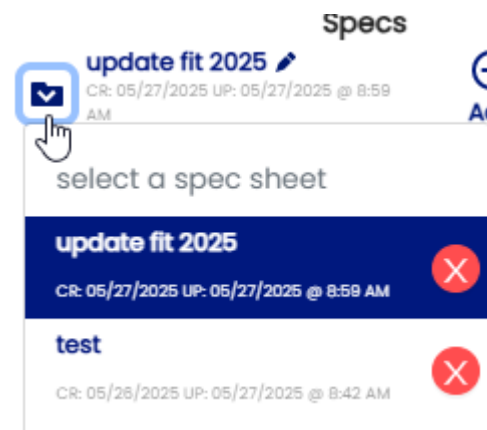 Specs
update fit 2025
CR: 05/27/2025 UP: 05/27/2025 @ 8:59
AM
select a spec sheet
update fit 2025
CR: 05/27/2025 UP: 05/27/2025 @ 8:59 AM
test
CR: 05/26/2025 UP: 05/27/2025 @ 8:42 AM